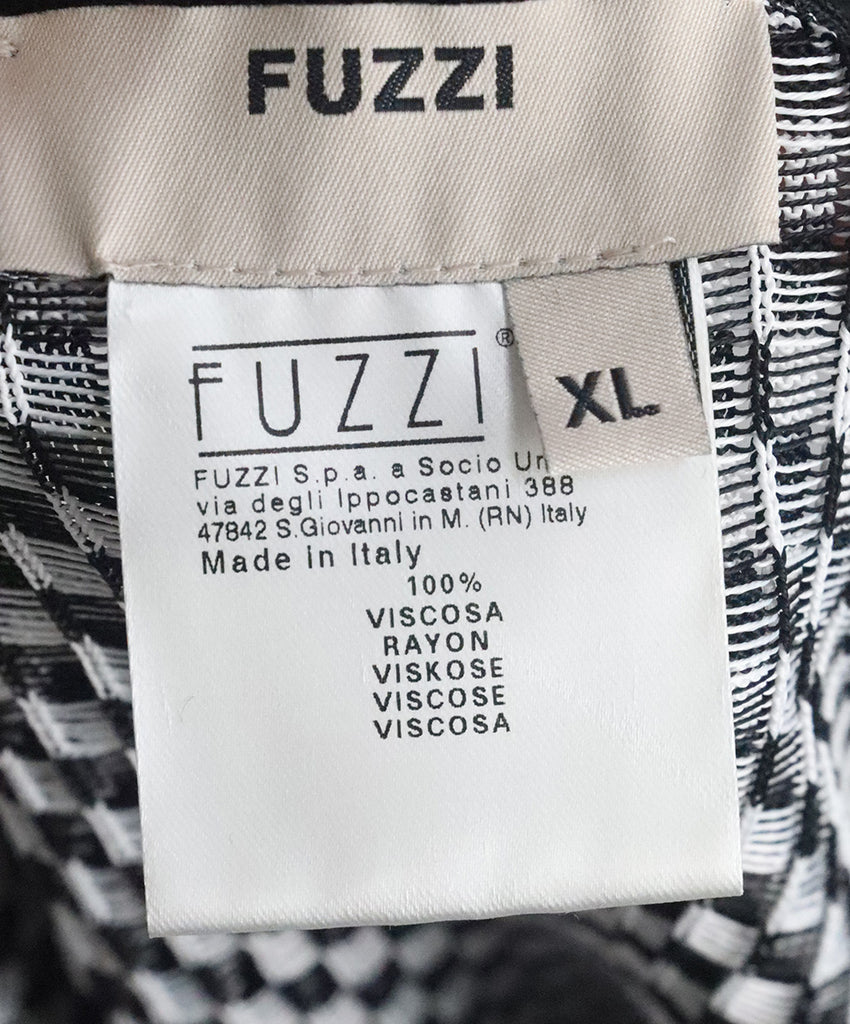 FUZZI
FUZZI ®
XL
FUZZI S.p.a. a Socio
via degli Ippocastani 388
47842 S.Giovanni in M. (RN) Italy
Made in Italy
100%
VISCOSA
RAYON
VISKOSE
VISCOSE
VISCOSA